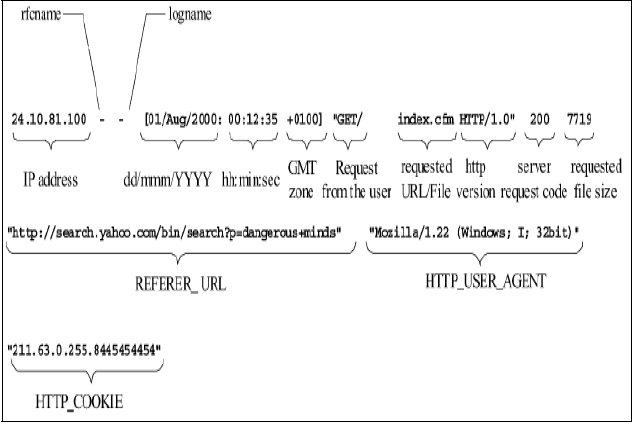 rfcname logname
24.10.81.100 - - [01/Aug/2000: 00:12:35 +0100] "GET/ index.cfm HTTP/1.0" 200 7719
IP address dd/mmm/YYYY hh:min:sec GMT zone Request from the user requested URL/File http version server request code requested file size
"http://search.yahoo.com/bin/search?p=dangerous+minds" "Mozilla/1.22 (Windows; I; 32bit)"
REFERER_ URL HTTP_USER_AGENT
"211.63.0.255.8445454454"
HTTP_COOKIE